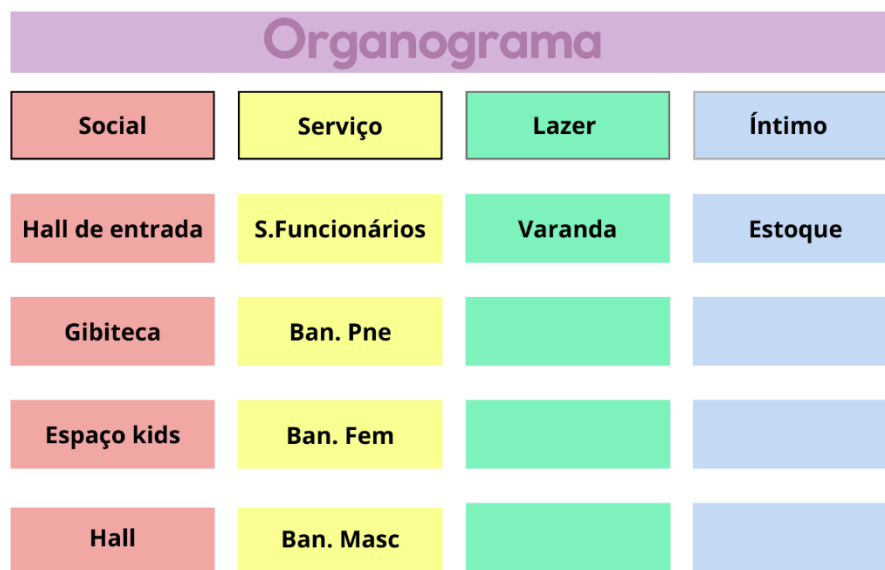 Organograma
Social
Serviço
Lazer
Íntimo
Hall de entrada
S.Funcionários
Varanda
Estoque
Gibiteca
Ban. Pne
Espaço kids
Ban. Fem
Hall
Ban. Masc